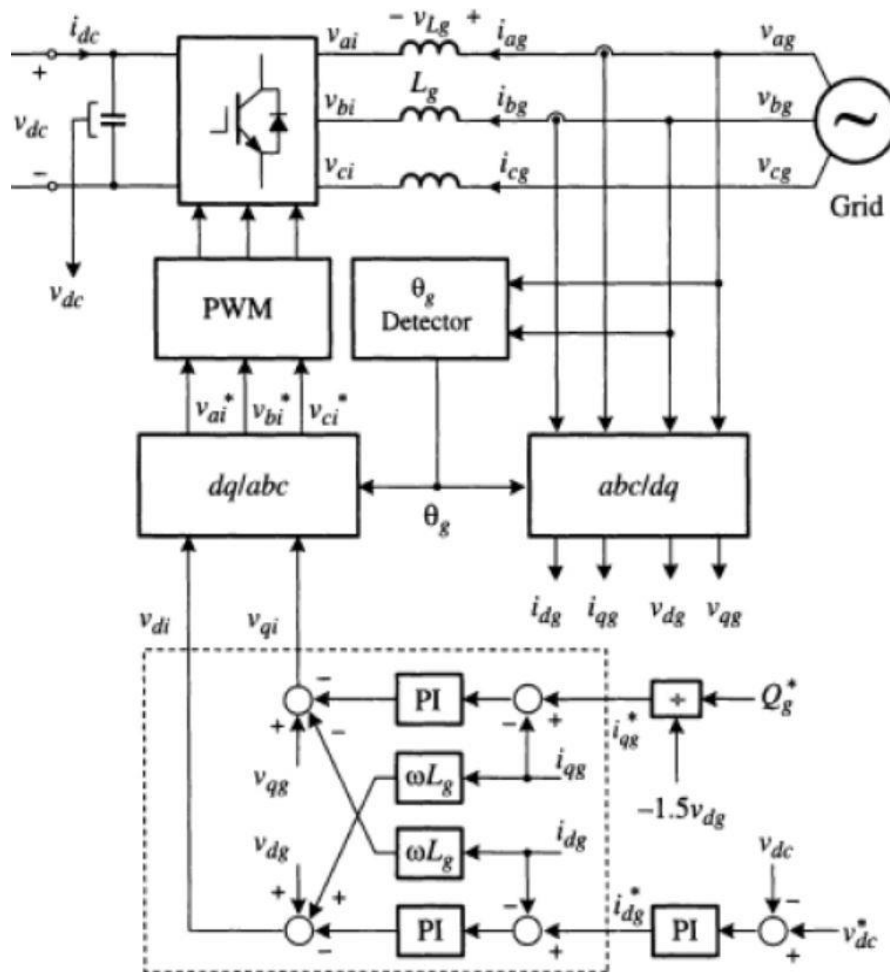 i_dc v_ai − v_Lg + i_ag v_ag
+
v_dc v_bi L_g i_bg v_bg
− v_ci i_cg v_cg
~
Grid
v_dc PWM θ_g
Detector
v_ai* v_bi* v_ci*
dq/abc abc/dq
θ_g
i_dg i_qg v_dg v_qg
v_di v_qi
− PI − + i_qg* ÷ Q_g*
+ −
v_qg ωL_g i_qg −1.5v_dg
v_dg ωL_g i_dg v_dc
+ + − i_dg* −
− PI + PI + v_dc*